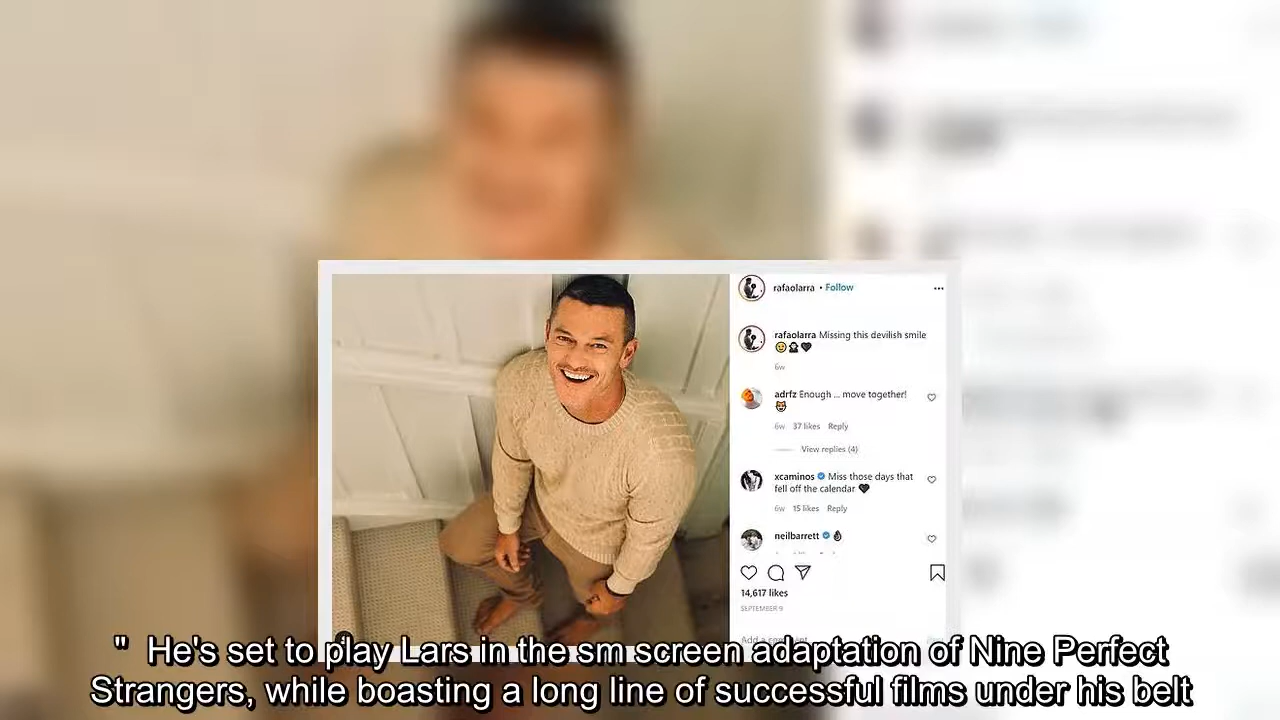 rafaolarra • Follow
rafaolarra Missing this devilish smile
6w
adrfz Enough ... move together!
6w 37 likes Reply
View replies (4)
xcaminos Miss those days that
fell off the calendar
6w 15 likes Reply
neilbarrett
14,617 likes
SEPTEMBER 9
Add a comment
" He's set to play Lars in the sm screen adaptation of Nine Perfect
Strangers, while boasting a long line of successful films under his belt